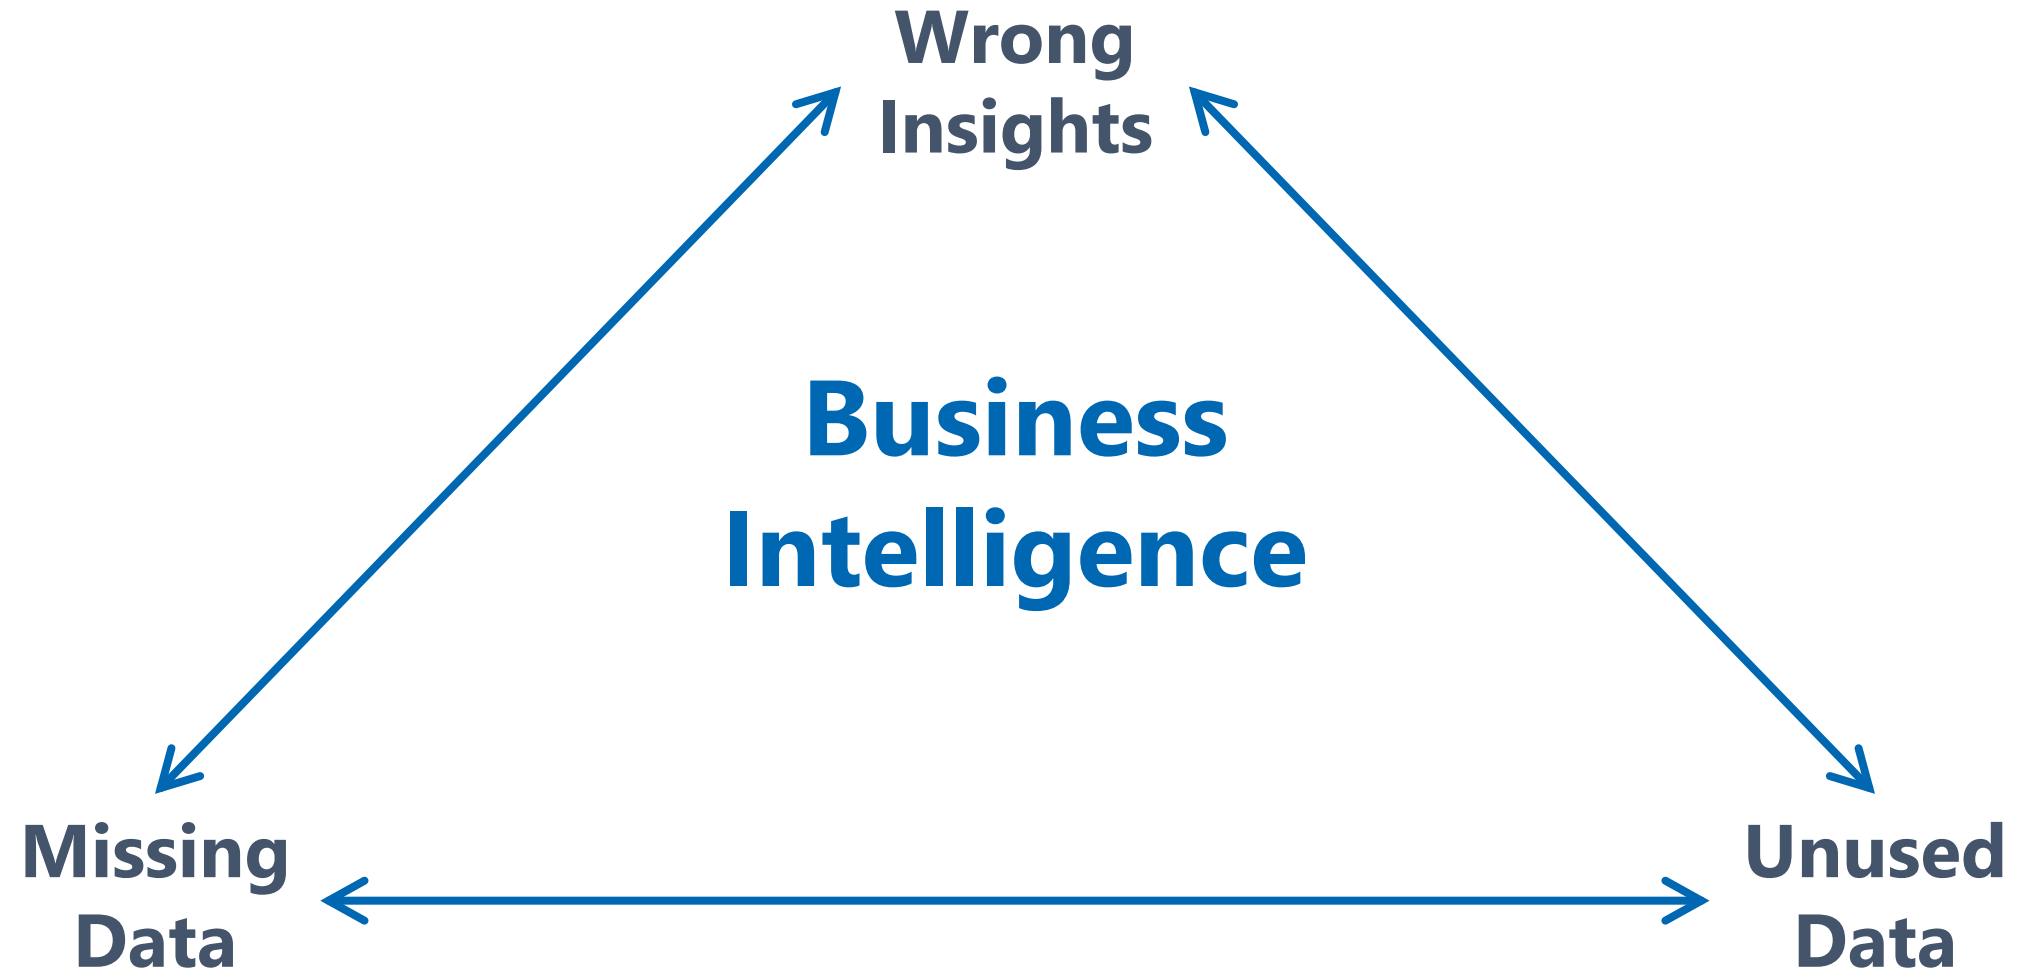 Wrong
Insights
Business
Intelligence
Missing
Data
Unused
Data